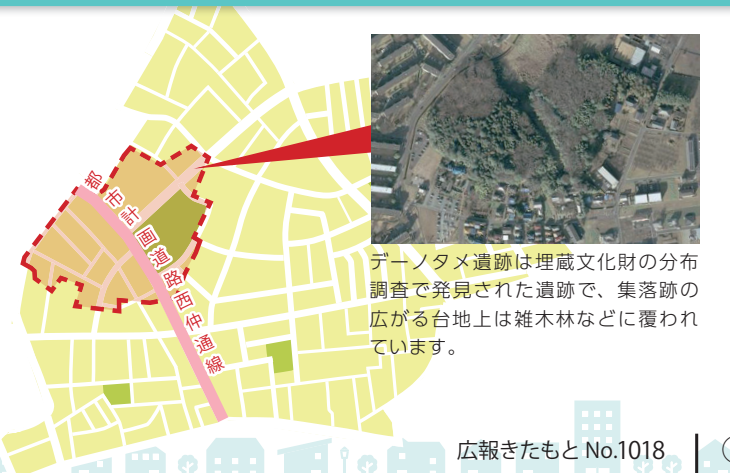 都市計画道路西仲通線
デーノタメ遺跡は埋蔵文化財の分布
調査で発見された遺跡で、集落跡の
広がる台地上は雑木林などに覆われ
ています。
広報きたもと No.1018